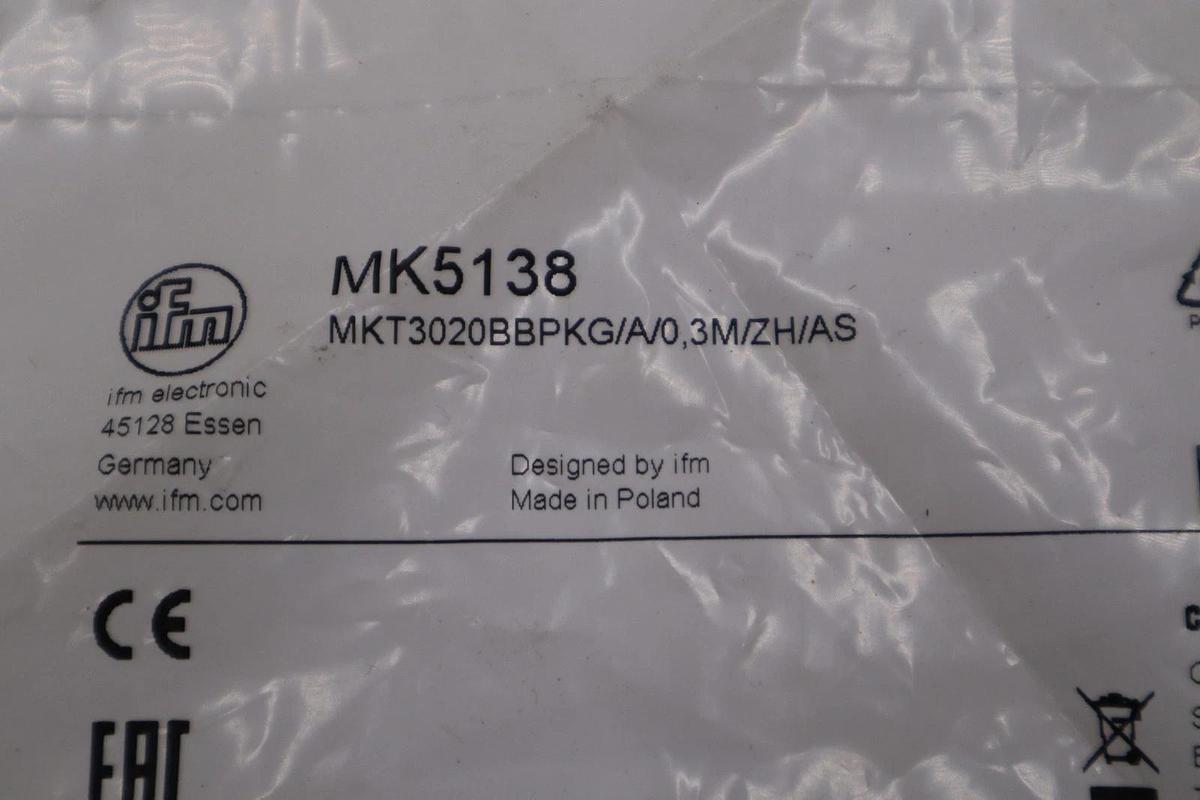 ifm
MK5138
MKT3020BBPKG/A/0,3M/ZH/AS
ifm electronic
45128 Essen
Germany
www.ifm.com
Designed by ifm
Made in Poland
CE
EAC